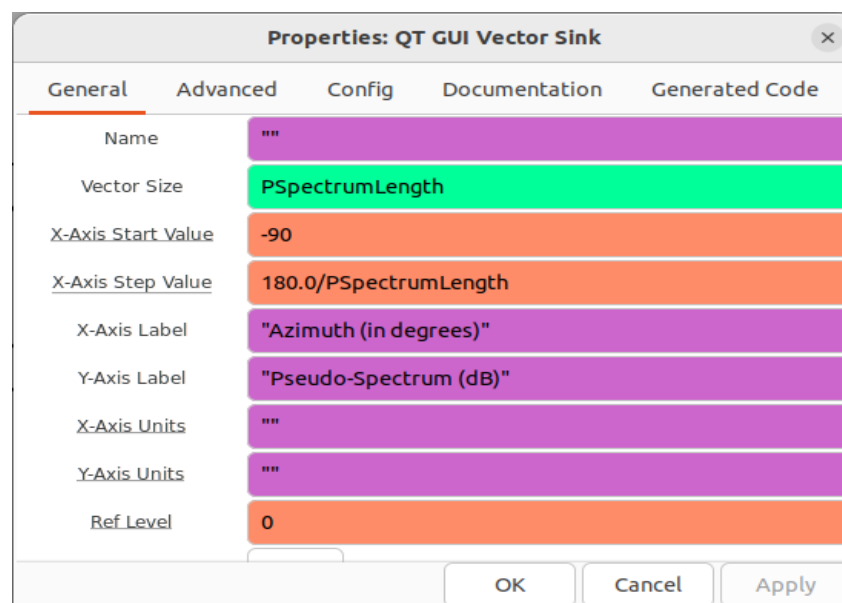 Properties: QT GUI Vector Sink
General Advanced Config Documentation Generated Code
Name ""
Vector Size PSpectrumLength
X-Axis Start Value -90
X-Axis Step Value 180.0/PSpectrumLength
X-Axis Label "Azimuth (in degrees)"
Y-Axis Label "Pseudo-Spectrum (dB)"
X-Axis Units ""
Y-Axis Units ""
Ref Level 0
OK Cancel Apply